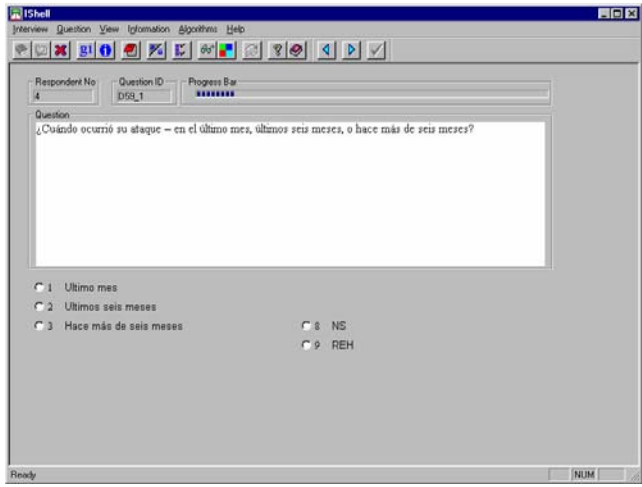 IShell
Interview Question View Information Algorithms Help
gi
Respondent No
Question ID
Progress Bar
4
D59_1
Question
¿Cuándo ocurrió su ataque – en el último mes, últimos seis meses, o hace más de seis meses?
1 Ultimo mes
2 Ultimos seis meses
3 Hace más de seis meses
8 NS
9 REH
Ready
NUM